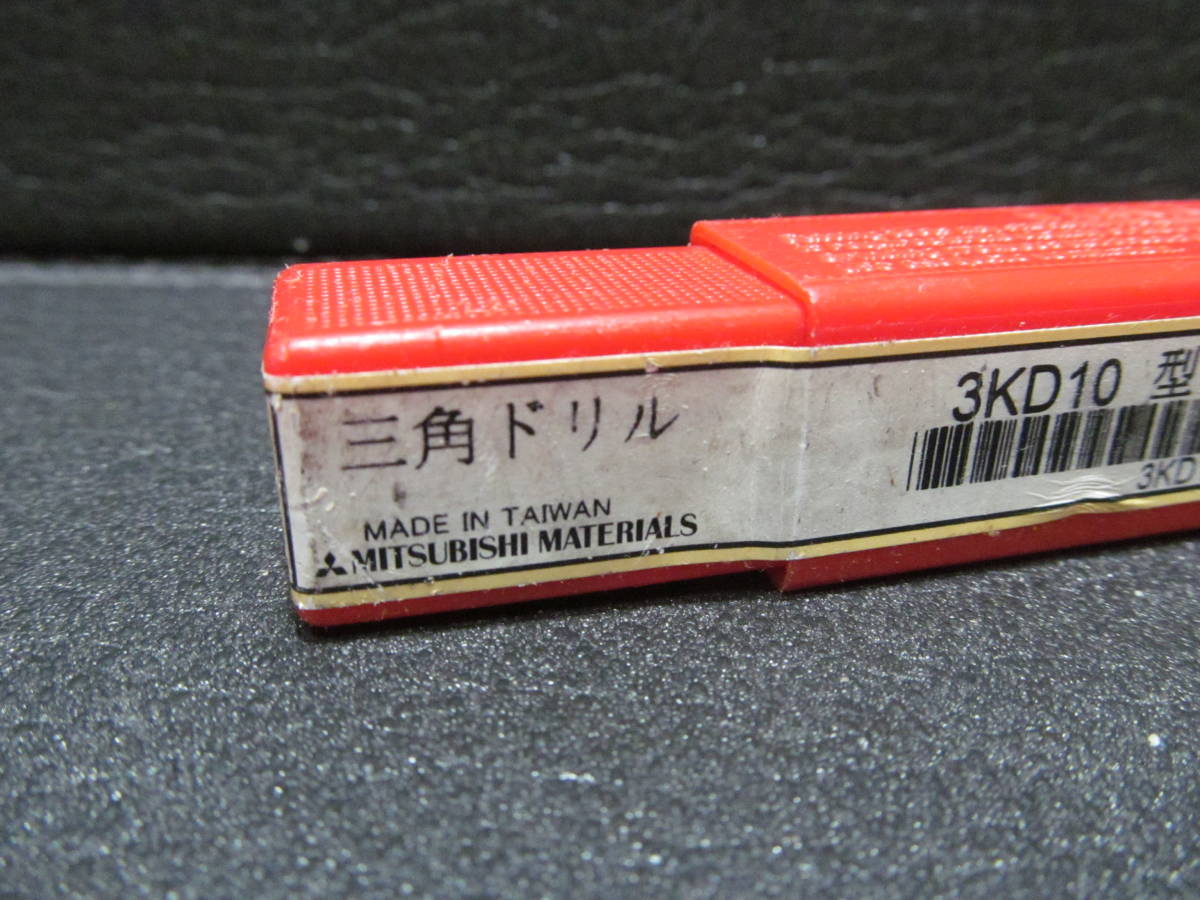 三角ドリル
MADE IN TAIWAN
MITSUBISHI MATERIALS
3KD10 型
3KD